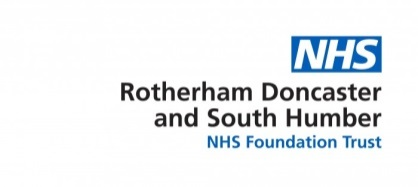 NHS
Rotherham Doncaster
and South Humber
NHS Foundation Trust